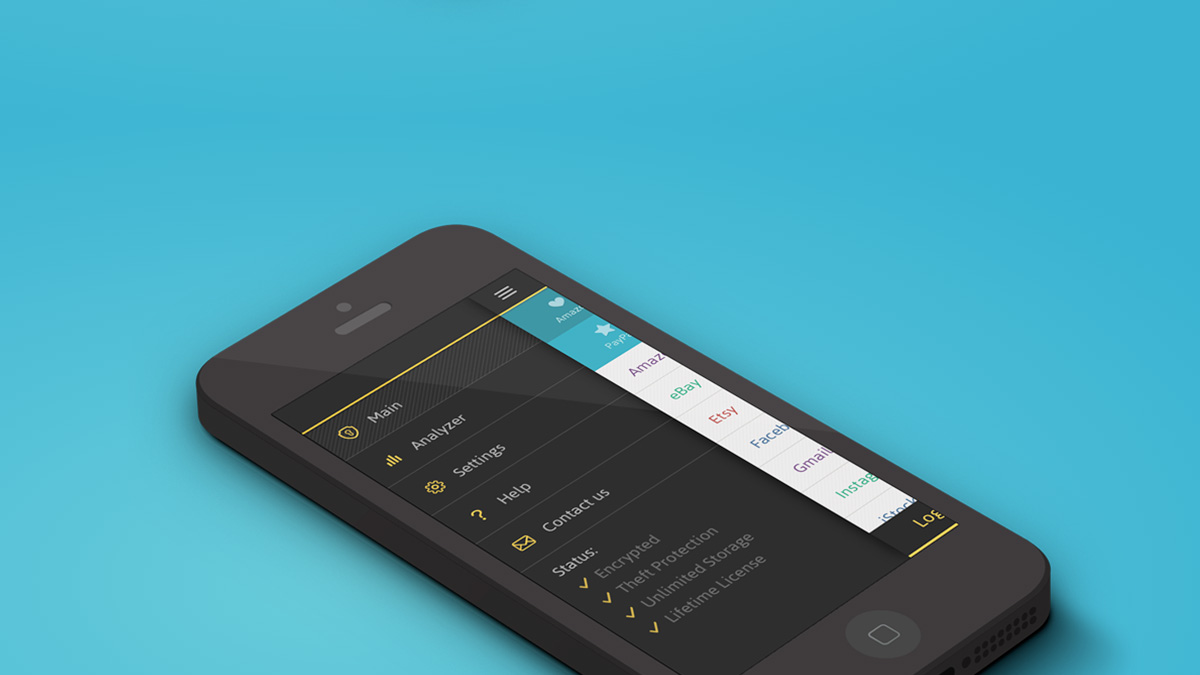 Main
Analyzer
Settings
Help
Contact us
Status:
Encrypted
Theft Protection
Unlimited Storage
Lifetime License
Amaz
PayP
Amaz
eBay
Etsy
Faceb
Gmail
Instag
iStock
Log